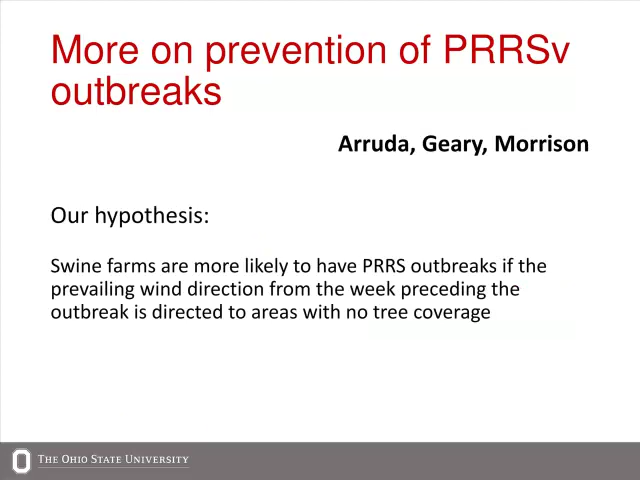 More on prevention of PRRSv
outbreaks
Arruda, Geary, Morrison
Our hypothesis:
Swine farms are more likely to have PRRS outbreaks if the
prevailing wind direction from the week preceding the
outbreak is directed to areas with no tree coverage
THE OHIO STATE UNIVERSITY